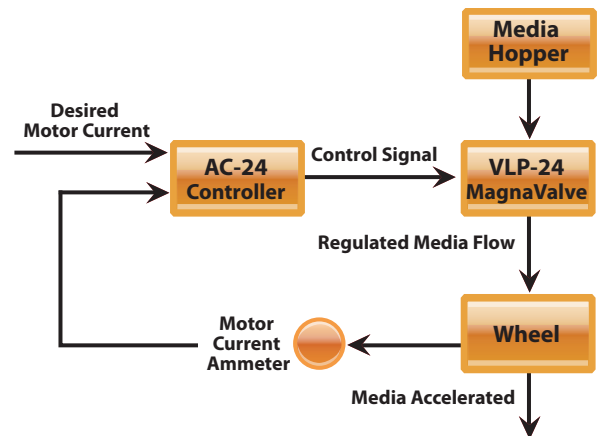 Media
Hopper
Desired
Motor Current
AC-24
Controller
Control Signal
VLP-24
MagnaValve
Regulated Media Flow
Motor
Current
Ammeter
Wheel
Media Accelerated